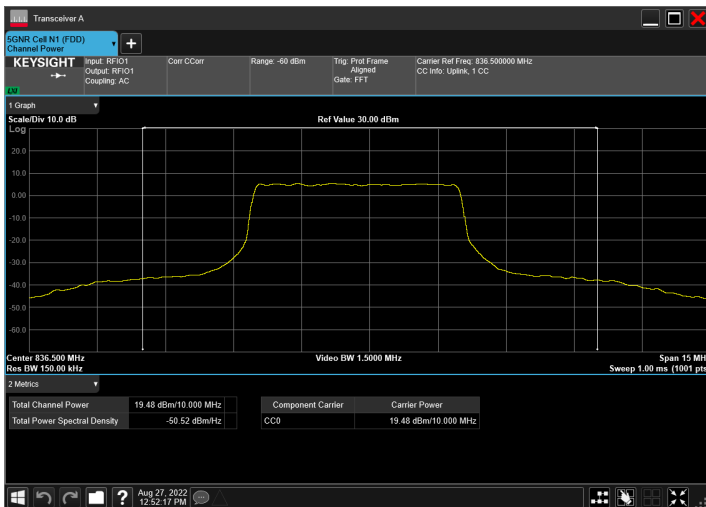 Transceiver A
5GNR Cell N1 (FDD)
Channel Power
KEYSIGHT
LXI
Input: RFIO1
Output: RFIO1
Coupling: AC
Corr CCorr
Range: -60 dBm
Trig: Prot Frame
Aligned
Gate: FFT
Carrier Ref Freq: 836.500000 MHz
CC Info: Uplink, 1 CC
1 Graph
Scale/Div 10.0 dB
Ref Value 30.00 dBm
Log
20.0
10.0
0.00
-10.0
-20.0
-30.0
-40.0
-50.0
-60.0
Center 836.500 MHz
Video BW 1.5000 MHz
Span 15 MH
Res BW 150.00 kHz
Sweep 1.00 ms (1001 pts
2 Metrics
Total Channel Power 19.48 dBm/10.000 MHz
Total Power Spectral Density -50.52 dBm/Hz
Component Carrier Carrier Power
CC0 19.48 dBm/10.000 MHz
?
Aug 27, 2022
12:52:17 PM